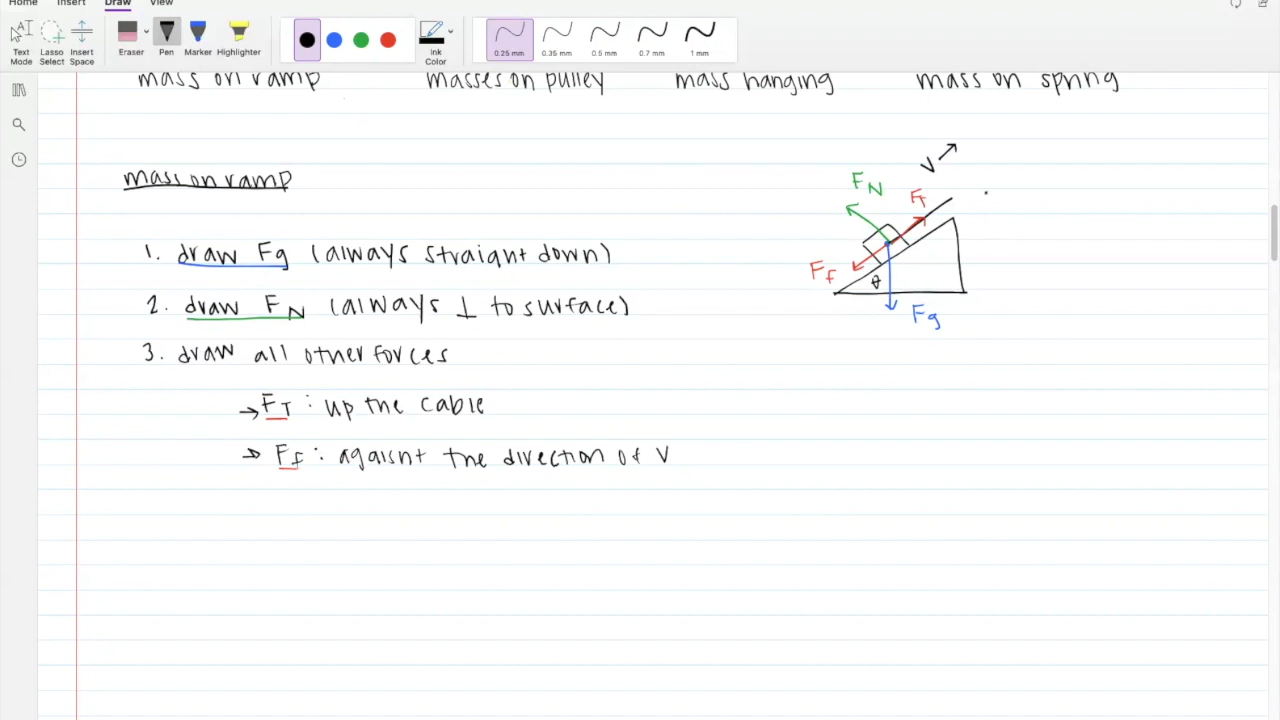 Home Insert Draw View
Text Mode
Lasso Select
Insert Space
Eraser
Pen
Marker
Highlighter
Ink Color
0.25 mm 0.35 mm 0.5 mm 0.7 mm 1 mm
mass on ramp masses on pulley mass hanging mass on spring
mass on ramp
1. draw Fg (always straight down)
2. draw FN (always ⊥ to surface)
3. draw all other forces
→ FT : up the cable
→ Ff : agaisnt the direction of V
V
FN
FT
Ff
θ
Fg